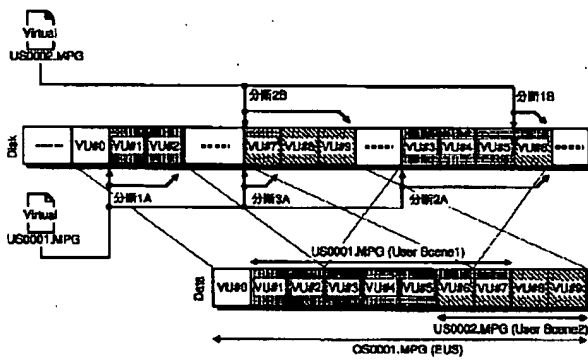 Virtual
US0002.MPG
分断2B
分断1B
Disk
VU#0
VU#1
VU#2
VU#7
VU#8
VU#9
VU#3
VU#4
VU#5
VU#6
Virtual
US0001.MPG
分断1A
分断3A
分断2A
US0001.MPG (User Scene1)
Data
VU#0
VU#1
VU#2
VU#3
VU#4
VU#5
VU#6
VU#7
VU#8
VU#9
US0002.MPG (User Scene2)
OS0001.MPG (EUS)